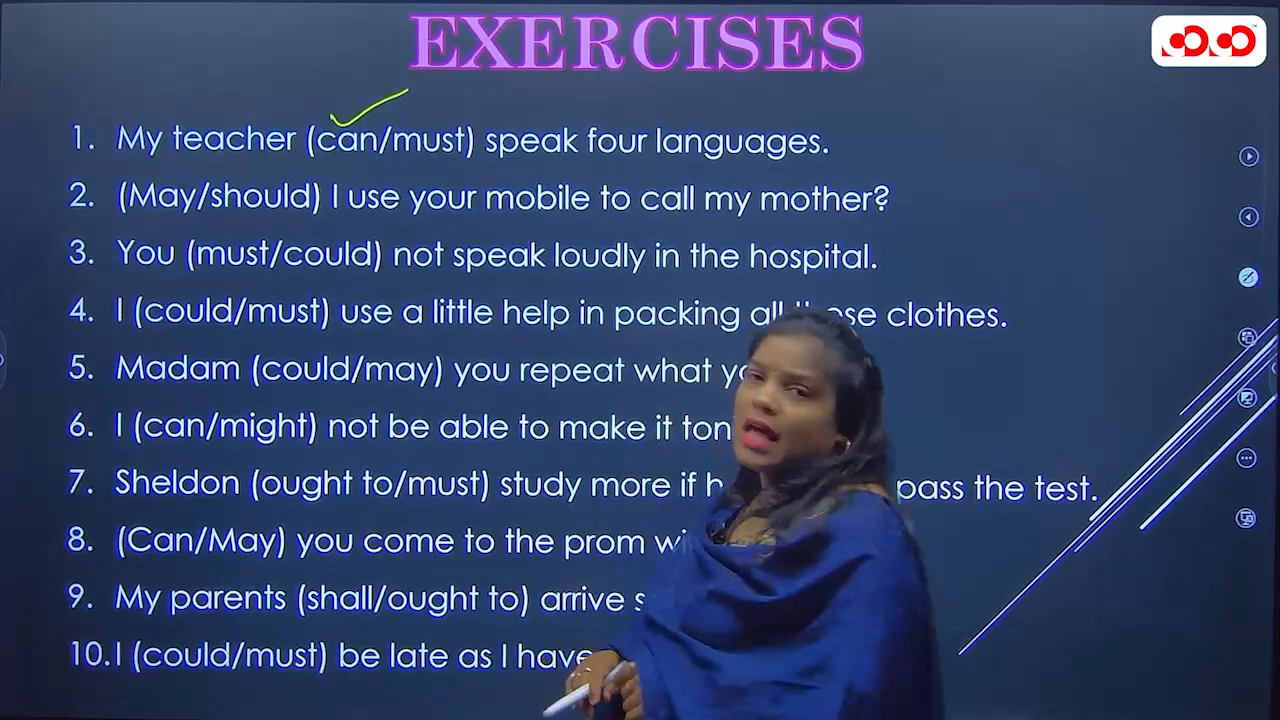 EXERCISES
1. My teacher (can/must) speak four languages.
2. (May/should) I use your mobile to call my mother?
3. You (must/could) not speak loudly in the hospital.
4. I (could/must) use a little help in packing all clothes.
5. Madam (could/may) you repeat what
6. I (can/might) not be able to make it
7. Sheldon (ought to/must) study more if pass the test.
8. (Can/May) you come to the prom
9. My parents (shall/ought to) arrive
10. I (could/must) be late as I have